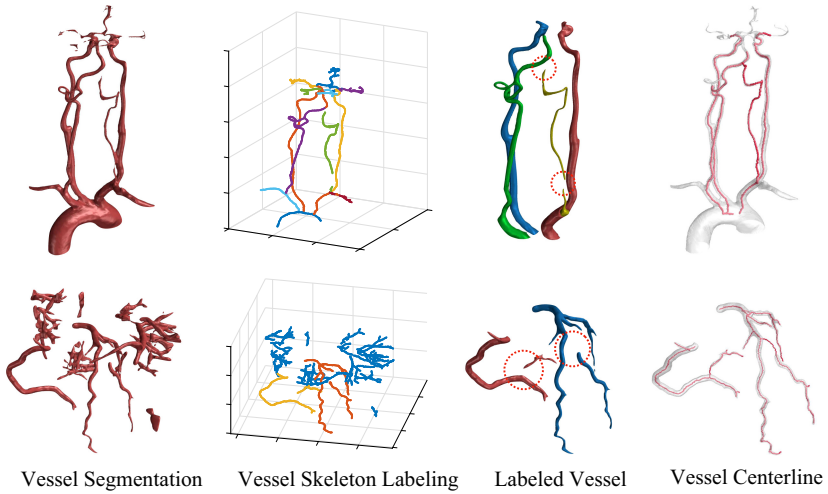 Vessel Segmentation
Vessel Skeleton Labeling
Labeled Vessel
Vessel Centerline